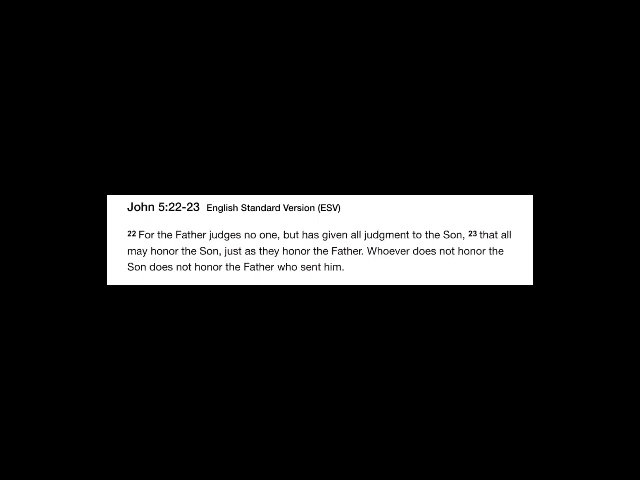 John 5:22-23 English Standard Version (ESV)
22 For the Father judges no one, but has given all judgment to the Son, 23 that all
may honor the Son, just as they honor the Father. Whoever does not honor the
Son does not honor the Father who sent him.